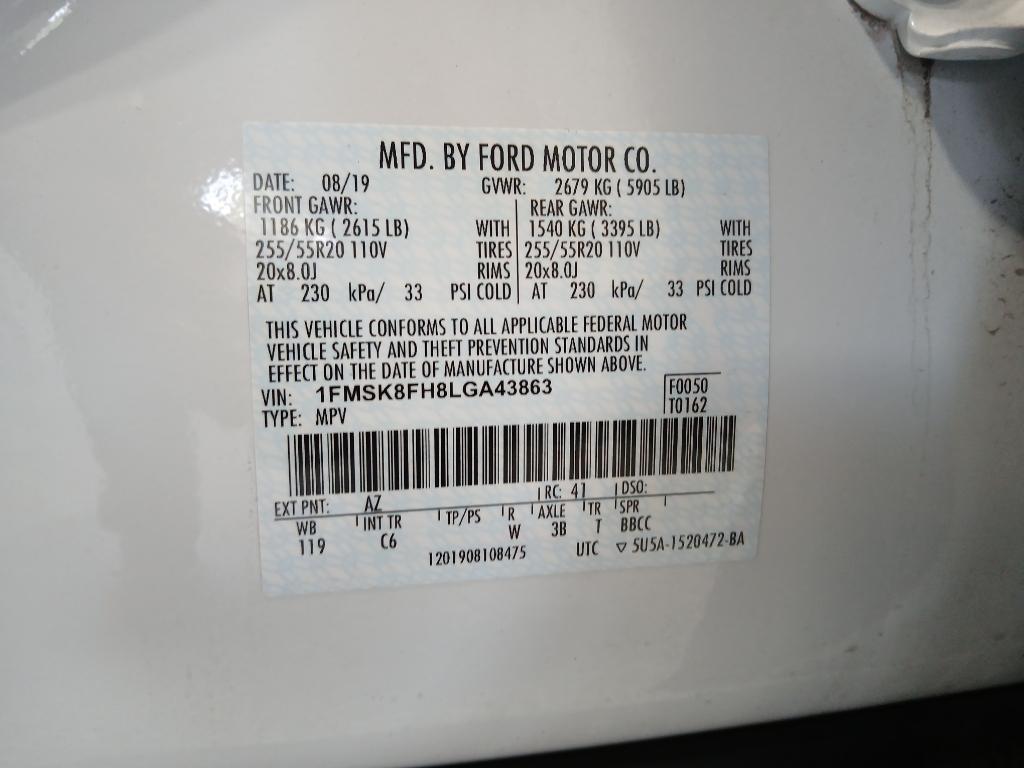 MFD. BY FORD MOTOR CO.
DATE: 08/19 GVWR: 2679 KG ( 5905 LB)
FRONT GAWR: REAR GAWR:
1186 KG ( 2615 LB) WITH 1540 KG ( 3395 LB) WITH
255/55R20 110V TIRES 255/55R20 110V TIRES
20x8.0J RIMS 20x8.0J RIMS
AT 230 kPa/ 33 PSI COLD AT 230 kPa/ 33 PSI COLD
THIS VEHICLE CONFORMS TO ALL APPLICABLE FEDERAL MOTOR
VEHICLE SAFETY AND THEFT PREVENTION STANDARDS IN
EFFECT ON THE DATE OF MANUFACTURE SHOWN ABOVE.
VIN: 1FMSK8FH8LGA43863 F0050
TYPE: MPV T0162
EXT PNT: AZ RC: 41 DSO:
WB INT TR TP/PS R AXLE TR SPR
119 C6 W 3B T BBCC
1201908108475 UTC ▽ 5U5A-1520472-BA